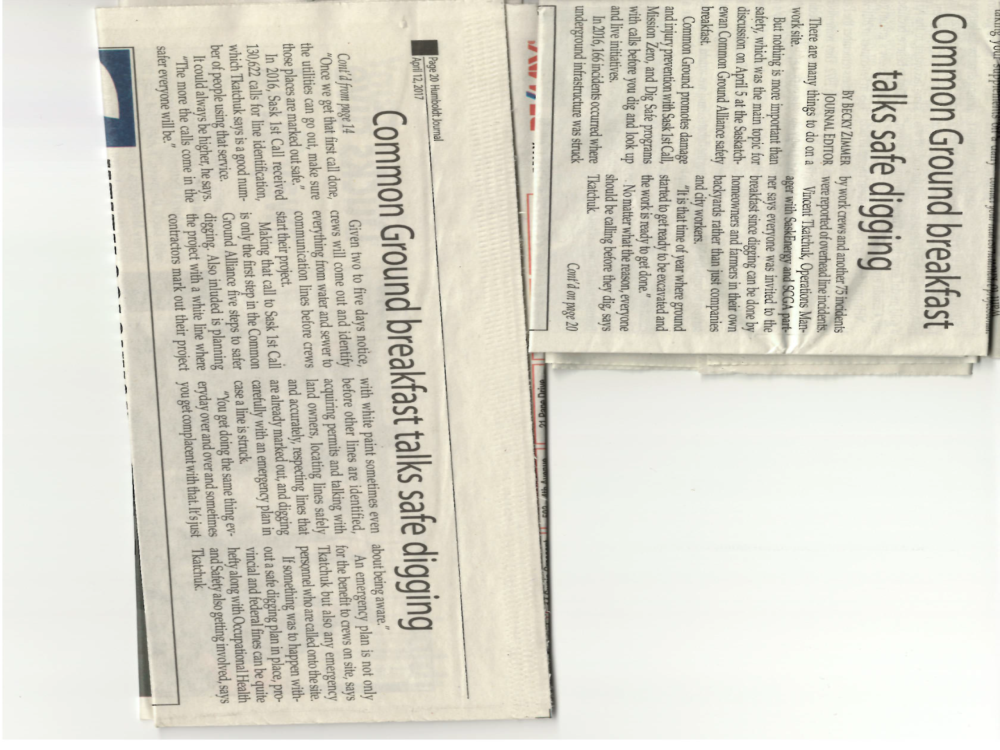 Common Ground breakfast
talks safe digging
BY BECKY ZIMMER
JOURNAL EDITOR
There are many things to do on a
work site.
But nothing is more important than
safety, which was the main topic for
discussion on April 5 at the Saskatch-
ewan Common Ground Alliance safety
breakfast.
Common Ground promotes damage
and injury prevention with Sask 1st Call,
Mission Zero, and Dig Safe programs
with calls before you dig and look up
and live initiatives.
In 2016, 166 incidents occurred where
underground infrastructure was struck
by work crews and another 75 incidents
were reported of overhead line incidents.
Vincent Tkatchuk, Operations Man-
ager with SaskEnergy and SCGA part-
ner says everyone was invited to the
breakfast since digging can be done by
homeowners and farmers in their own
backyards rather than just companies
and city workers.
"It is that time of year where ground
started to get ready to be excavated and
the work is ready to get done."
No matter what the reason, everyone
should be calling before they dig, says
Tkatchuk.
Cont'd on page 20
Page 20 Humboldt Journal
April 12, 2017
Common Ground breakfast talks safe digging
Cont'd from page 14
"Once we get that first call done,
the utilities can go out, make sure
those places are marked out safe."
In 2016, Sask 1st Call received
130,622 calls for line identification,
which Tkatchuk says is a good num-
ber of people using that service.
It could always be higher, he says.
"The more the calls come in the
safer everyone will be."
Given two to five days notice,
crews will come out and identify
everything from water and sewer to
communication lines before crews
start their project.
Making that call to Sask 1st Call
is only the first step in the Common
Ground Alliance five steps to safer
digging. Also inluded is planning
the project with a white line where
contractors mark out their project
with white paint sometimes even
before other lines are identified,
acquiring permits and talking with
land owners, locating lines safely
and accurately, respecting lines that
are already marked out, and digging
carefully with an emergency plan in
case a line is struck.
"You get doing the same thing ev-
eryday over and over and sometimes
you get complacent with that. It's just
about being aware."
An emergency plan is not only
for the benefit to crews on site, says
Tkatchuk but also any emergency
personnel who are called onto the site.
If something was to happen with-
out a safe digging plan in place, pro-
vincial and federal fines can be quite
hefty along with Occupational Health
and Safety also getting involved, says
Tkatchuk.